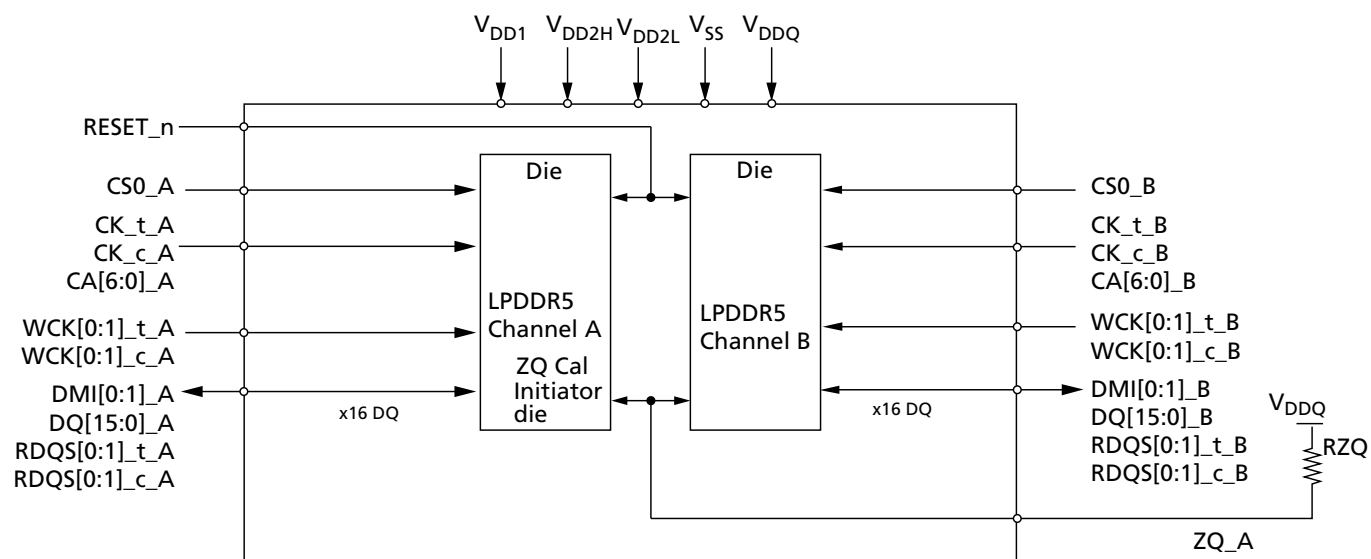 VDD1 VDD2H VDD2L VSS VDDQ
RESET_n
Die Die
CS0_A CS0_B
CK_t_A CK_t_B
CK_c_A CK_c_B
CA[6:0]_A CA[6:0]_B
LPDDR5
Channel A
LPDDR5
Channel B
WCK[0:1]_t_A WCK[0:1]_t_B
WCK[0:1]_c_A WCK[0:1]_c_B
ZQ Cal
Initiator
die
DMI[0:1]_A DMI[0:1]_B
x16 DQ x16 DQ
DQ[15:0]_A DQ[15:0]_B
RDQS[0:1]_t_A RDQS[0:1]_t_B
RDQS[0:1]_c_A RDQS[0:1]_c_B
VDDQ
RZQ
ZQ_A